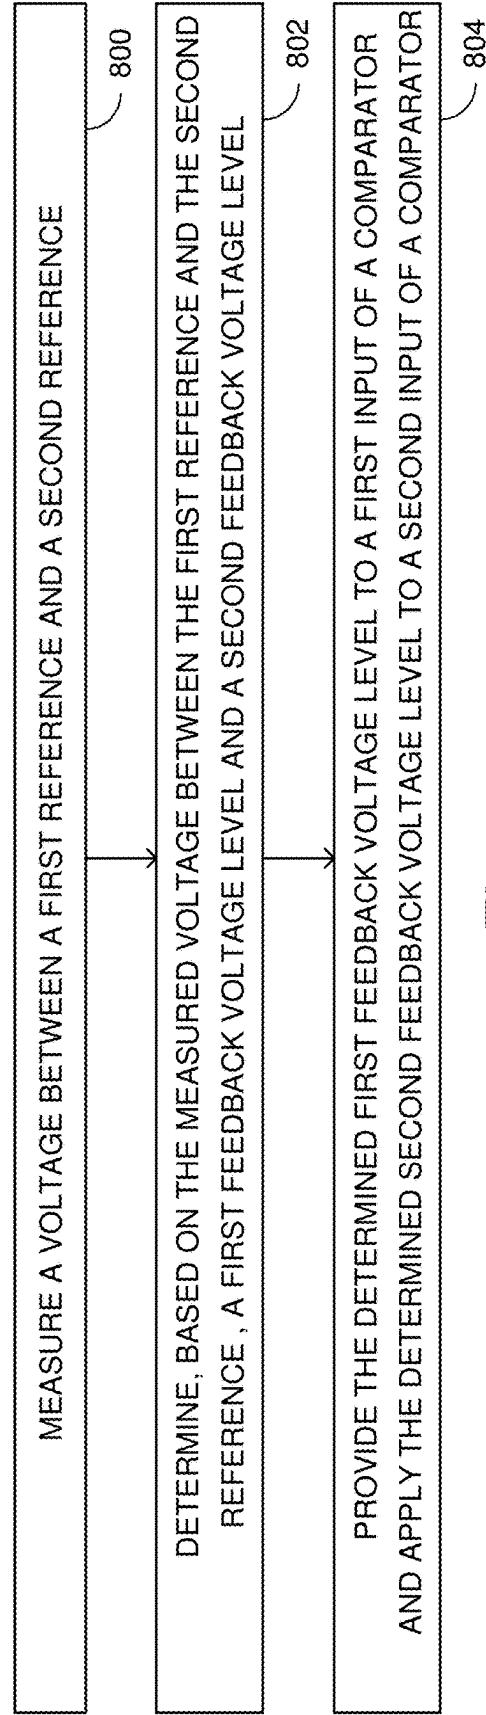 MEASURE A VOLTAGE BETWEEN A FIRST REFERENCE AND A SECOND REFERENCE
800
DETERMINE, BASED ON THE MEASURED VOLTAGE BETWEEN THE FIRST REFERENCE AND THE SECOND
REFERENCE , A FIRST FEEDBACK VOLTAGE LEVEL AND A SECOND FEEDBACK VOLTAGE LEVEL
802
PROVIDE THE DETERMINED FIRST FEEDBACK VOLTAGE LEVEL TO A FIRST INPUT OF A COMPARATOR
AND APPLY THE DETERMINED SECOND FEEDBACK VOLTAGE LEVEL TO A SECOND INPUT OF A COMPARATOR
804